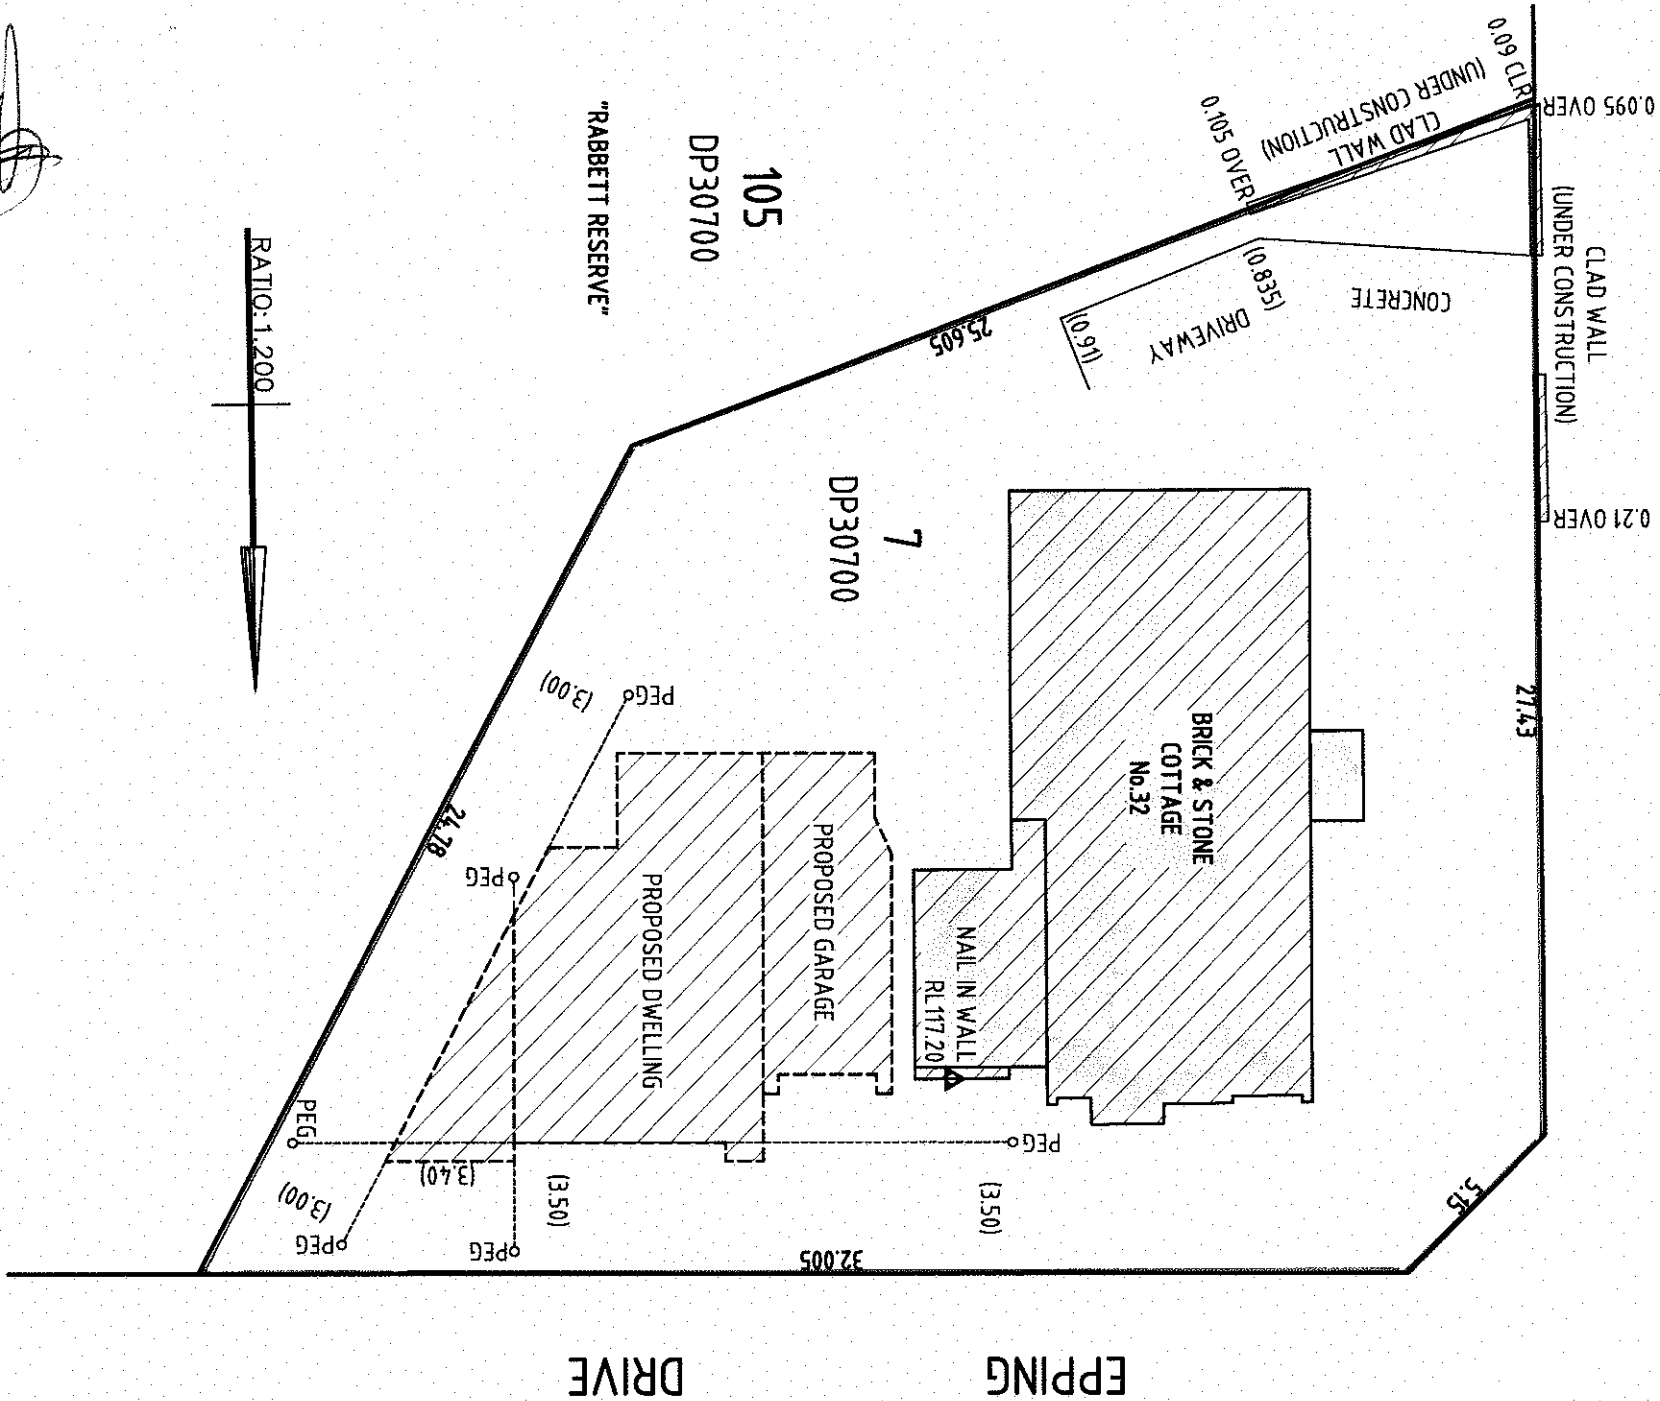 EPPING
DRIVE
32.005
5.15
27.43
25.605
24.78
0.09 CLR
0.095 OVER
0.105 OVER
0.21 OVER
CLAD WALL
(UNDER CONSTRUCTION)
CLAD WALL
(UNDER CONSTRUCTION)
CONCRETE
DRIVEWAY
(0.835)
(0.91)
"RABBETT RESERVE"
105
DP30700
7
DP30700
BRICK & STONE
COTTAGE
No.32
NAIL IN WALL
RL117.20
PROPOSED GARAGE
PROPOSED DWELLING
PEG
(3.00)
PEG
PEG
(3.00)
PEG
(3.40)
PEG
(3.50)
PEG
(3.50)
RATIO: 1:200